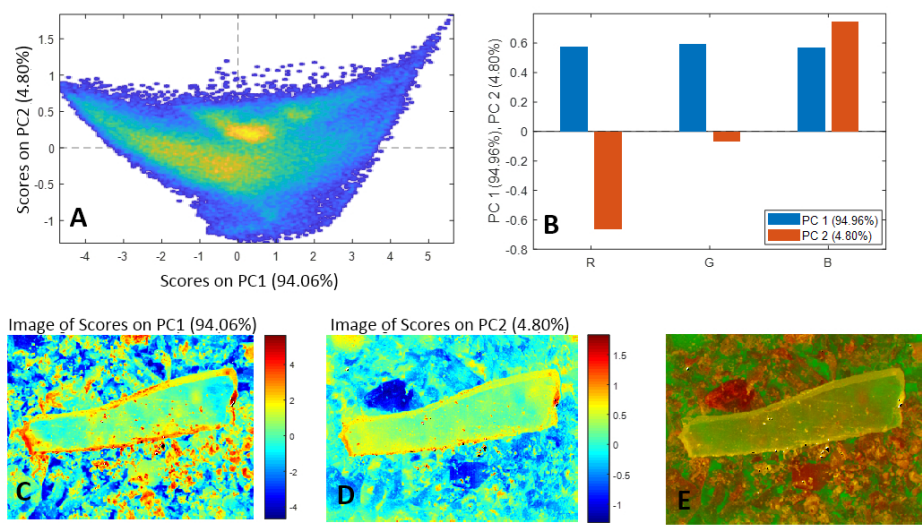 1.5
1
0.5
0
-0.5
-1
Scores on PC2 (4.80%)
A
-4 -3 -2 -1 0 1 2 3 4 5
Scores on PC1 (94.06%)
0.6
0.4
0.2
0
-0.2
-0.4
-0.6
-0.8
PC 1 (94.96%), PC 2 (4.80%)
B
PC 1 (94.96%)
PC 2 (4.80%)
R G B
Image of Scores on PC1 (94.06%)
4
2
0
-2
-4
C
Image of Scores on PC2 (4.80%)
1.5
1
0.5
0
-0.5
-1
D
E